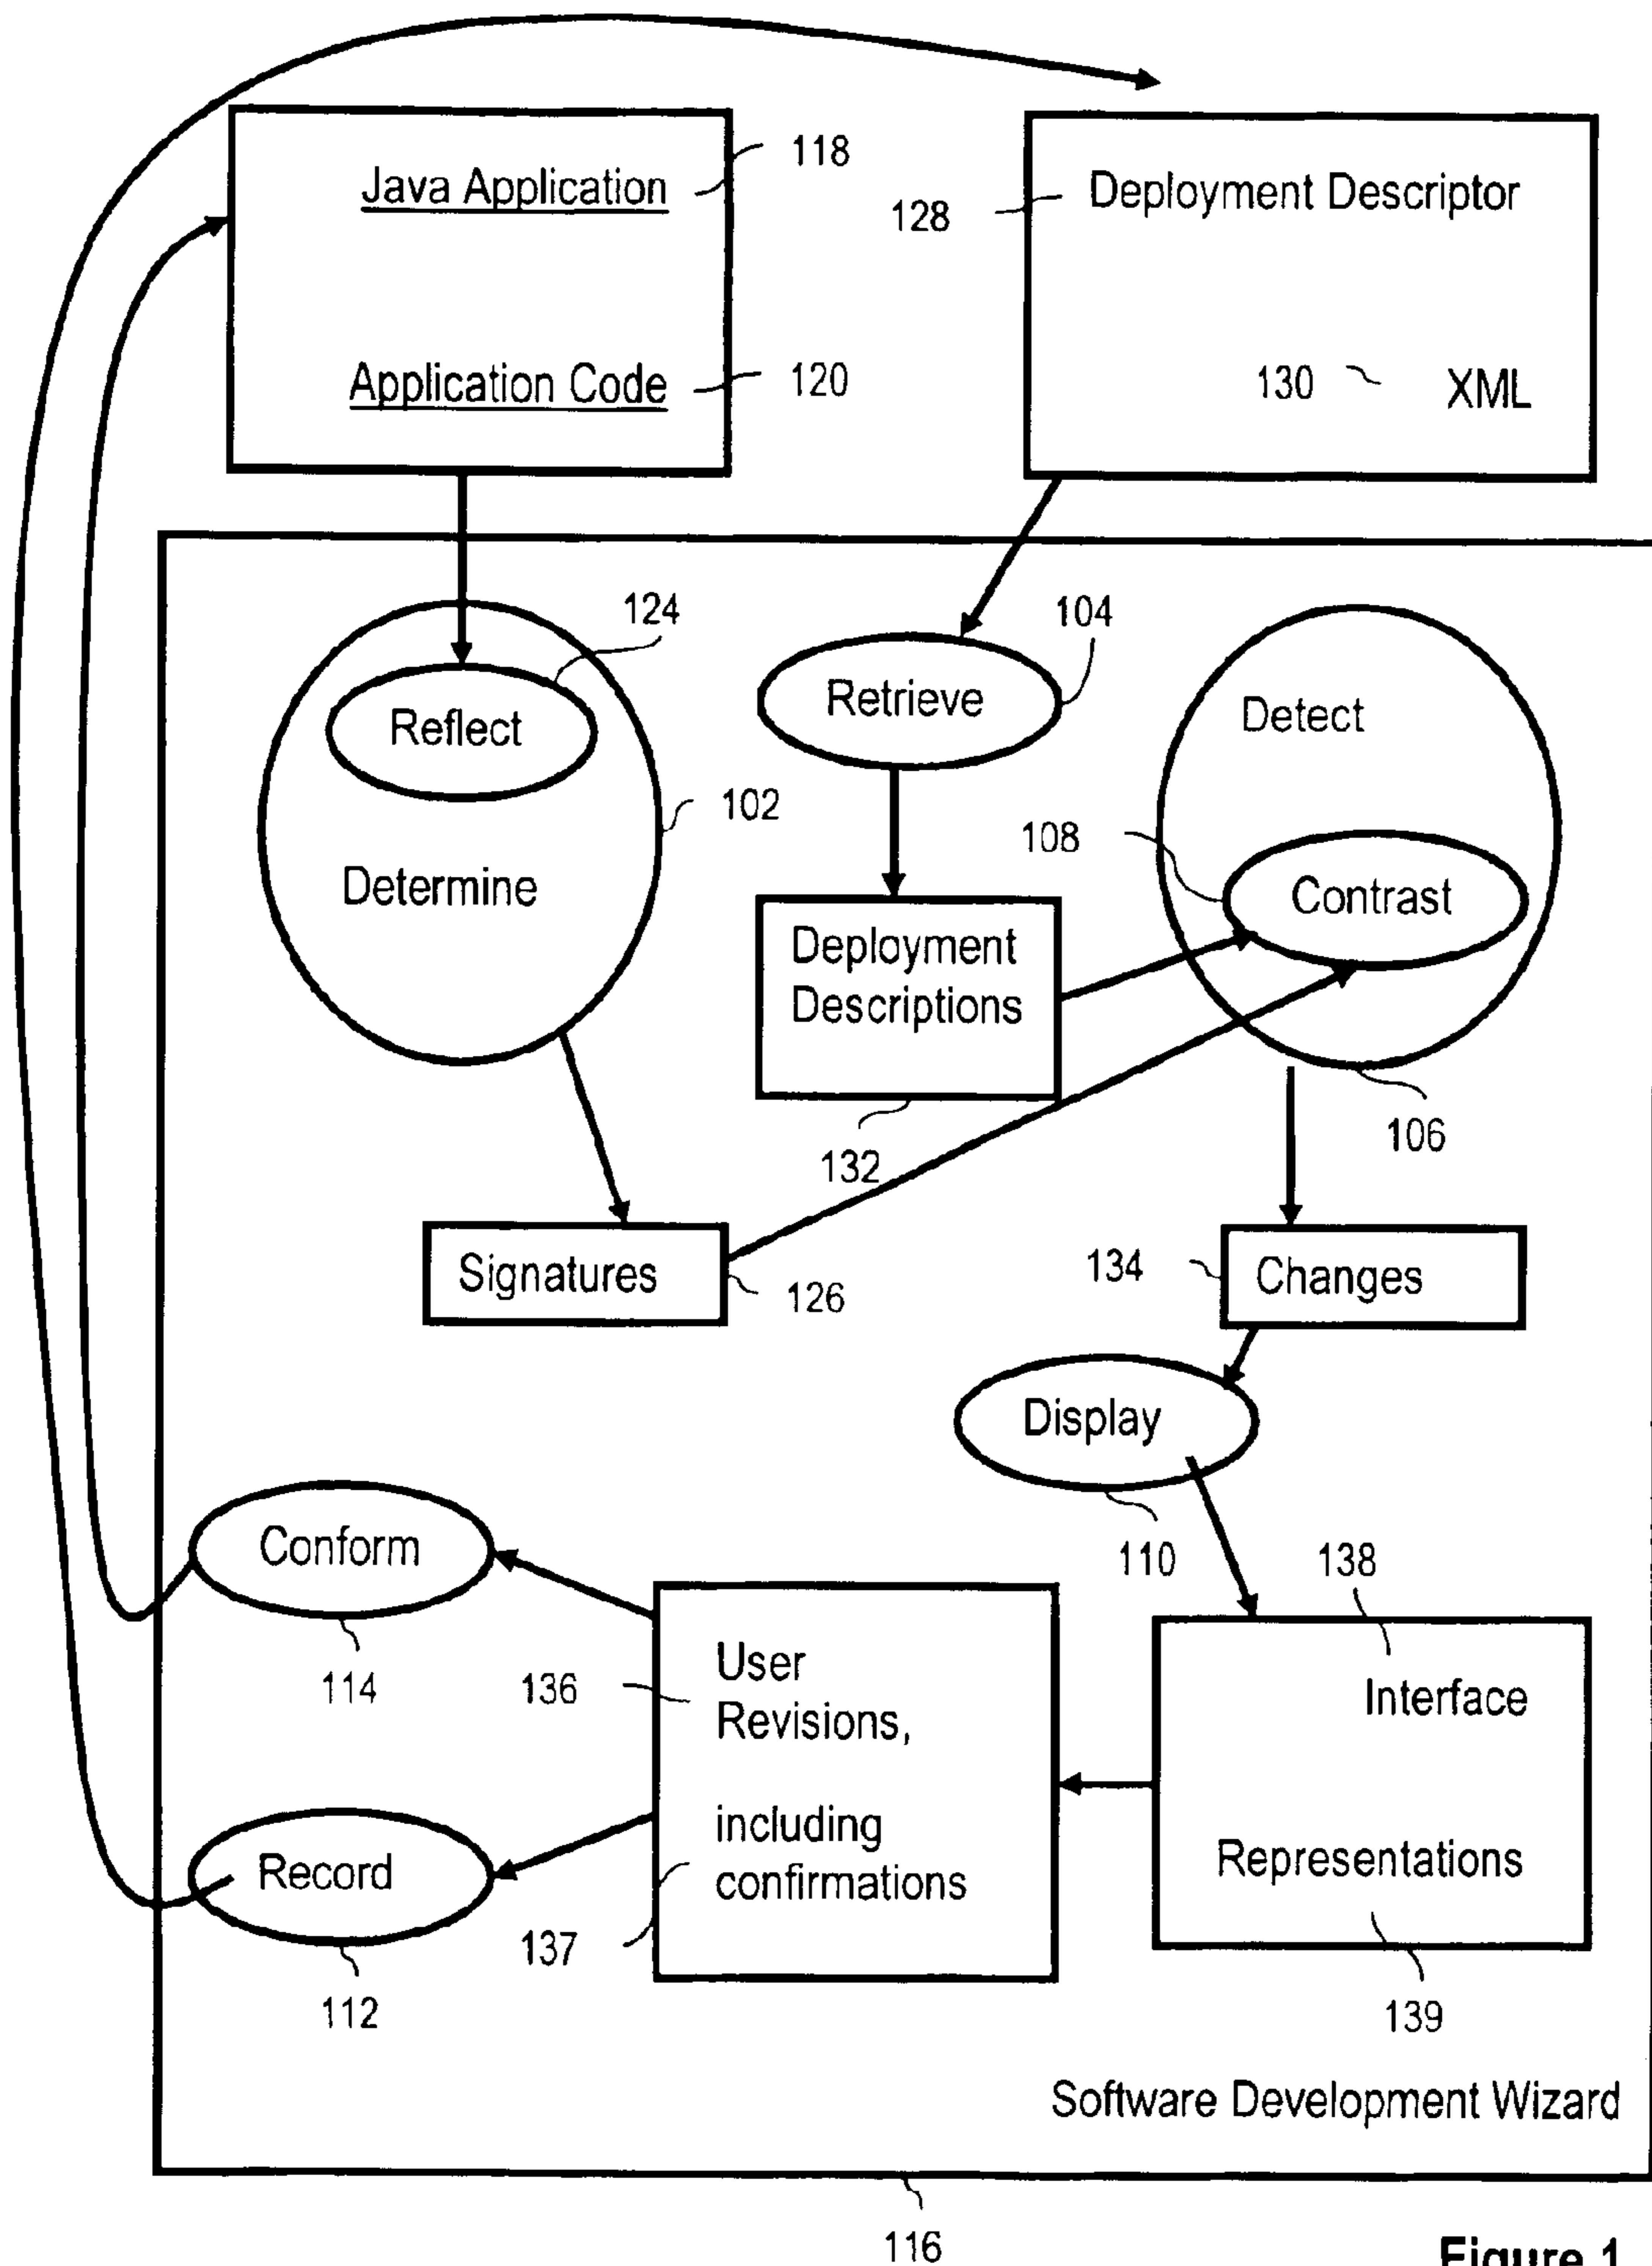 Java Application
118
128
Deployment Descriptor
Application Code
120
130
XML
124
104
Reflect
Retrieve
Detect
102
108
Determine
Contrast
Deployment
Descriptions
132
106
Signatures
126
134
Changes
Display
110
138
Conform
114
136
User
Revisions,
Interface
including
confirmations
Representations
Record
137
112
139
Software Development Wizard
116
Figure 1